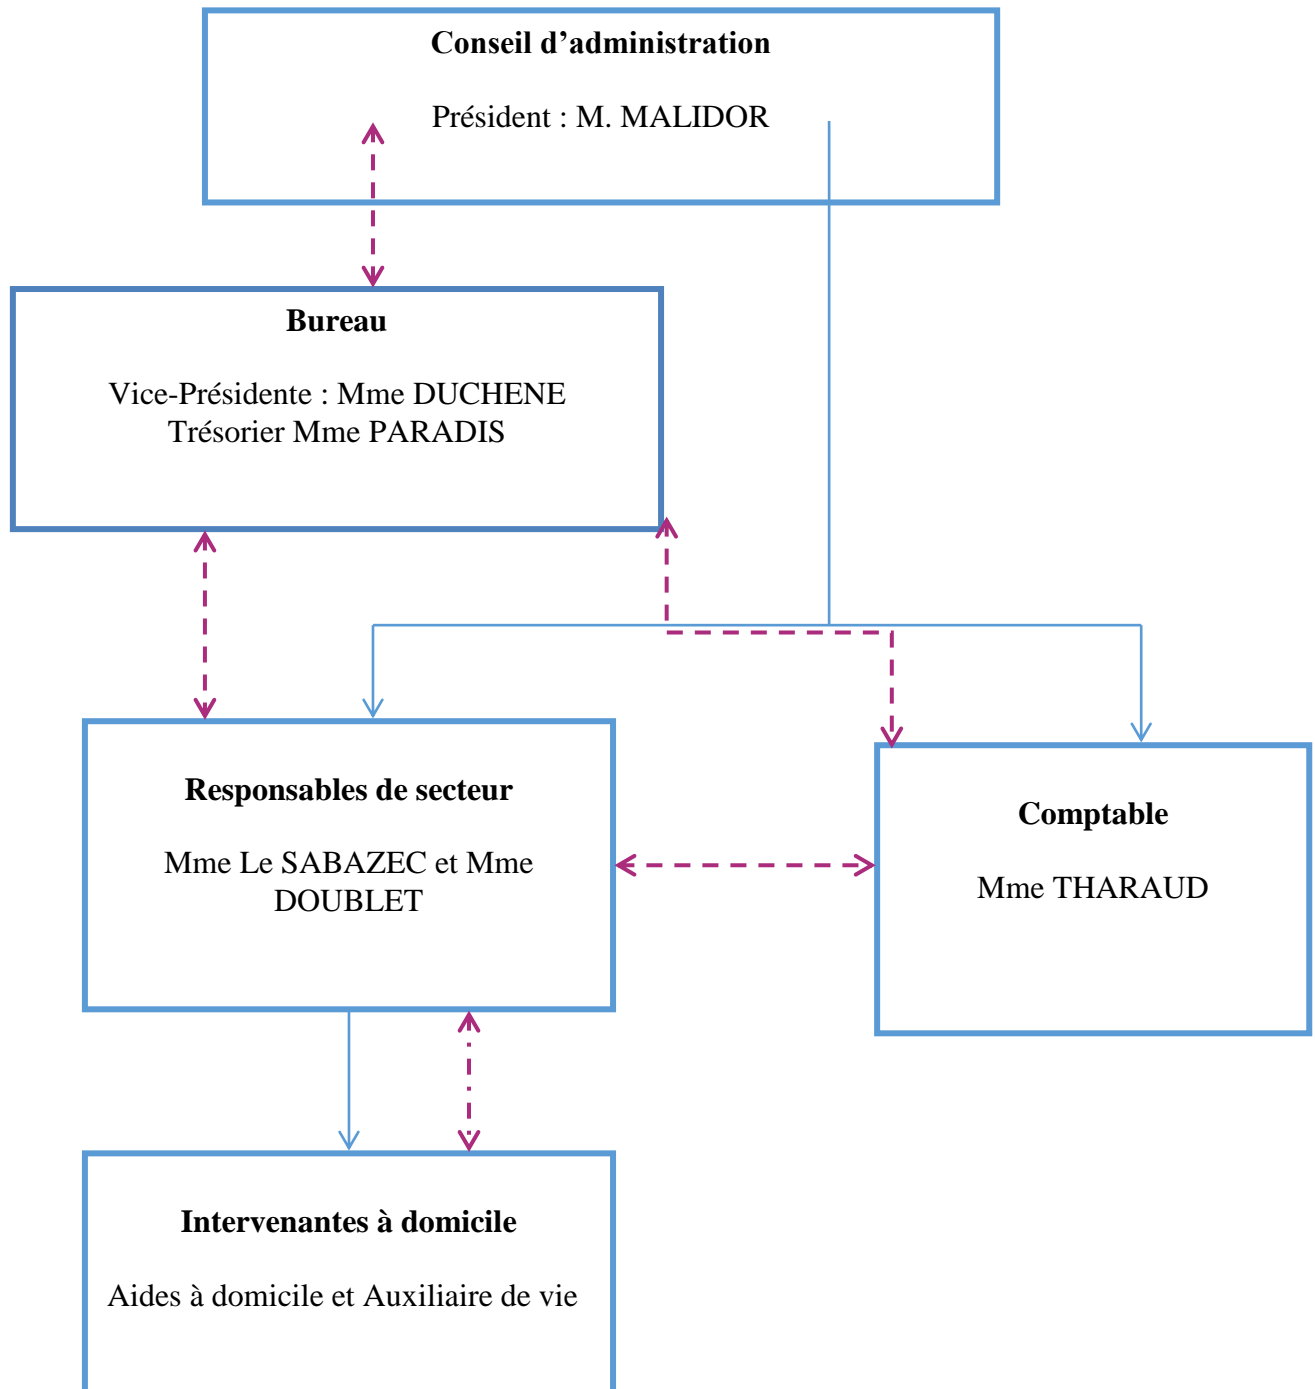 Conseil d’administration
Président : M. MALIDOR
Bureau
Vice-Présidente : Mme DUCHENE
Trésorier Mme PARADIS
Responsables de secteur
Mme Le SABAZEC et Mme
DOUBLET
Comptable
Mme THARAUD
Intervenantes à domicile
Aides à domicile et Auxiliaire de vie